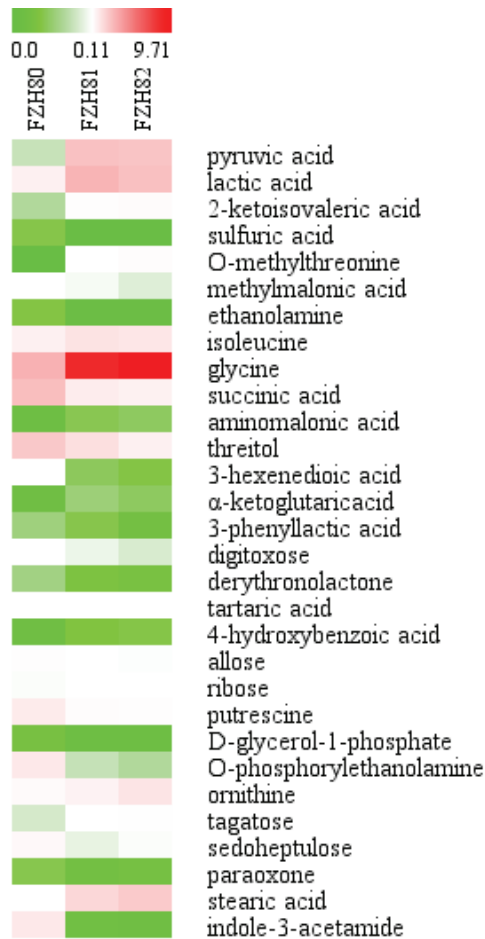 0.0 0.11 9.71
FZH80 FZH81 FZH82
pyruvic acid
lactic acid
2-ketoisovaleric acid
sulfuric acid
O-methylthreonine
methylmalonic acid
ethanolamine
isoleucine
glycine
succinic acid
aminomalonic acid
threitol
3-hexenedioic acid
α-ketoglutaricacid
3-phenyllactic acid
digitoxose
derythronolactone
tartaric acid
4-hydroxybenzoic acid
allose
ribose
putrescine
D-glycerol-1-phosphate
O-phosphorylethanolamine
ornithine
tagatose
sedoheptulose
paraoxone
stearic acid
indole-3-acetamide